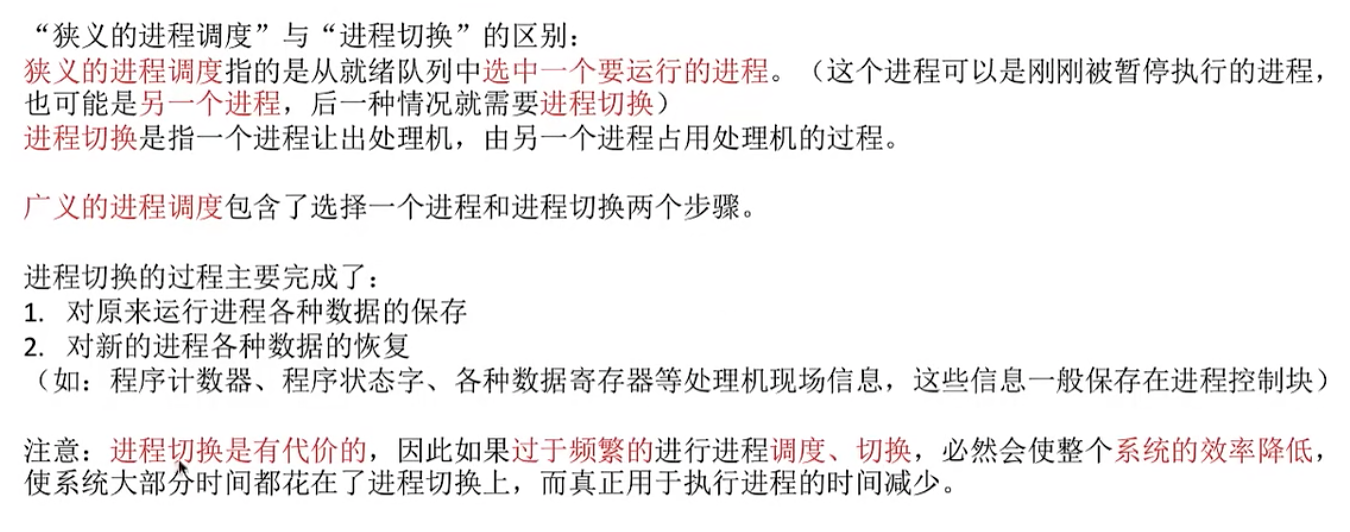 “狭义的进程调度”与“进程切换”的区别：
狭义的进程调度指的是从就绪队列中选中一个要运行的进程。（这个进程可以是刚刚被暂停执行的进程，
也可能是另一个进程，后一种情况就需要进程切换）
进程切换是指一个进程让出处理机，由另一个进程占用处理机的过程。
广义的进程调度包含了选择一个进程和进程切换两个步骤。
进程切换的过程主要完成了：
1. 对原来运行进程各种数据的保存
2. 对新的进程各种数据的恢复
（如：程序计数器、程序状态字、各种数据寄存器等处理机现场信息，这些信息一般保存在进程控制块）
注意：进程切换是有代价的，因此如果过于频繁的进行进程调度、切换，必然会使整个系统的效率降低，
使系统大部分时间都花在了进程切换上，而真正用于执行进程的时间减少。